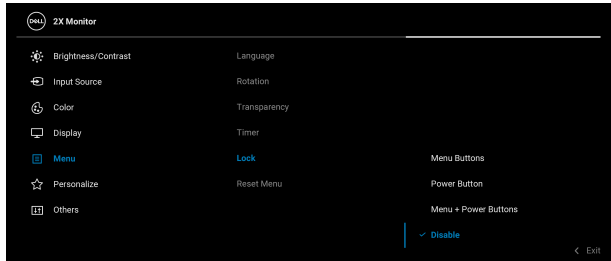 DELL
2X Monitor
Brightness/Contrast
Language
Input Source
Rotation
Color
Transparency
Display
Timer
Menu
Lock
Menu Buttons
Personalize
Reset Menu
Power Button
Others
Menu + Power Buttons
Disable
Exit